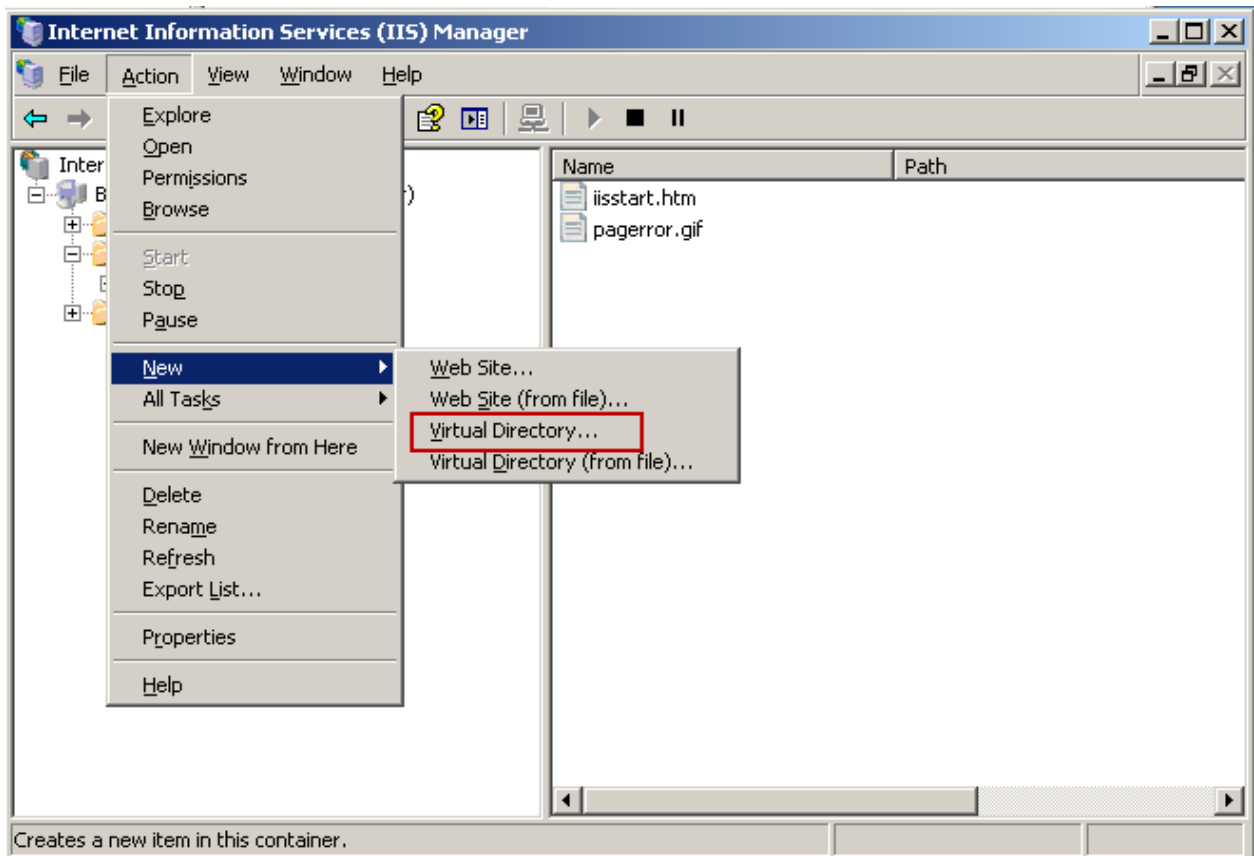 Internet Information Services (IIS) Manager
File Action View Window Help
Explore
Open
Permissions
Browse
Start
Stop
Pause
New
All Tasks
New Window from Here
Delete
Rename
Refresh
Export List...
Properties
Help
Web Site...
Web Site (from file)...
Virtual Directory...
Virtual Directory (from file)...
Inter
B
r)
Name Path
iisstart.htm
pagerror.gif
Creates a new item in this container.